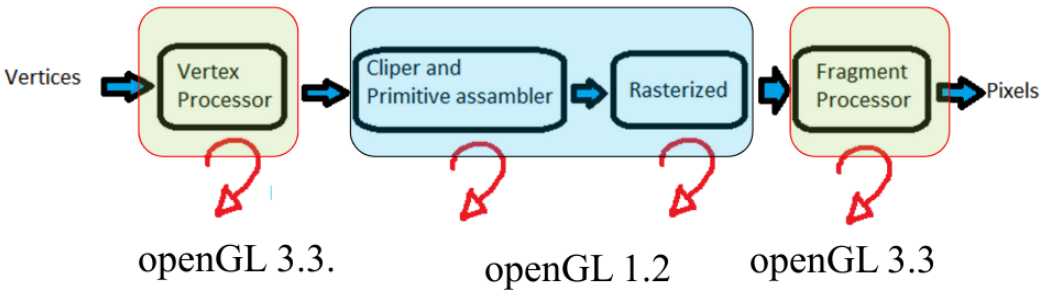 Vertices
Vertex
Processor
Cliper and
Primitive assambler
Rasterized
Fragment
Processor
Pixels
openGL 3.3.
openGL 1.2
openGL 3.3